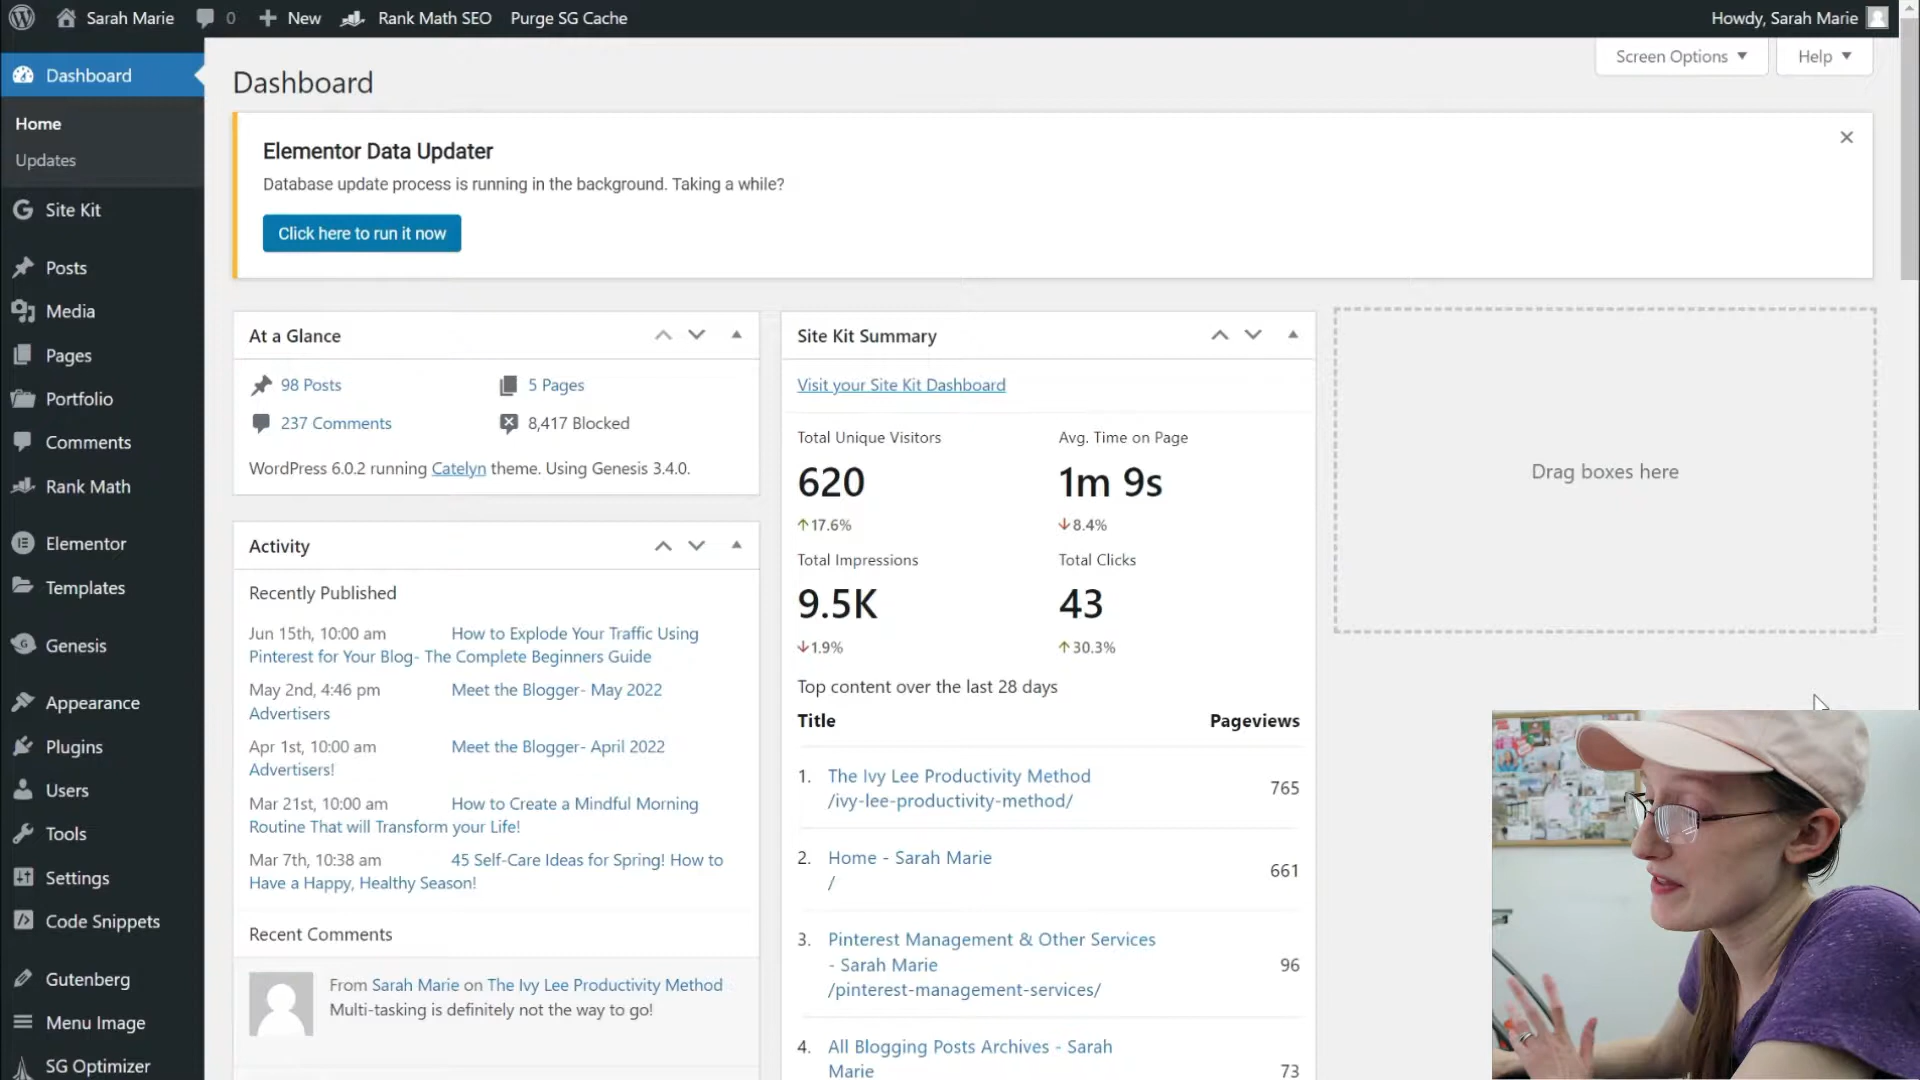 Sarah Marie 0 New Rank Math SEO Purge SG Cache Howdy, Sarah Marie
Screen Options Help
Dashboard
Home
Updates
Site Kit
Posts
Media
Pages
Portfolio
Comments
Rank Math
Elementor
Templates
Genesis
Appearance
Plugins
Users
Tools
Settings
Code Snippets
Gutenberg
Menu Image
SG Optimizer
Dashboard
Elementor Data Updater
Database update process is running in the background. Taking a while?
Click here to run it now
At a Glance
98 Posts 5 Pages
237 Comments 8,417 Blocked
WordPress 6.0.2 running Catelyn theme. Using Genesis 3.4.0.
Activity
Recently Published
Jun 15th, 10:00 am How to Explode Your Traffic Using
Pinterest for Your Blog- The Complete Beginners Guide
May 2nd, 4:46 pm Meet the Blogger- May 2022
Advertisers
Apr 1st, 10:00 am Meet the Blogger- April 2022
Advertisers!
Mar 21st, 10:00 am How to Create a Mindful Morning
Routine That will Transform your Life!
Mar 7th, 10:38 am 45 Self-Care Ideas for Spring! How to
Have a Happy, Healthy Season!
Recent Comments
From Sarah Marie on The Ivy Lee Productivity Method
Multi-tasking is definitely not the way to go!
Site Kit Summary
Visit your Site Kit Dashboard
Total Unique Visitors Avg. Time on Page
620 1m 9s
17.6% 8.4%
Total Impressions Total Clicks
9.5K 43
1.9% 30.3%
Top content over the last 28 days
Title Pageviews
1. The Ivy Lee Productivity Method
/ivy-lee-productivity-method/ 765
2. Home - Sarah Marie
/ 661
3. Pinterest Management & Other Services
- Sarah Marie 96
/pinterest-management-services/
4. All Blogging Posts Archives - Sarah
Marie 73
Drag boxes here